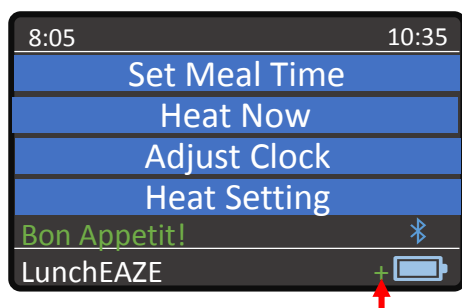 8:05 10:35
Set Meal Time
Heat Now
Adjust Clock
Heat Setting
Bon Appetit!
LunchEAZE +